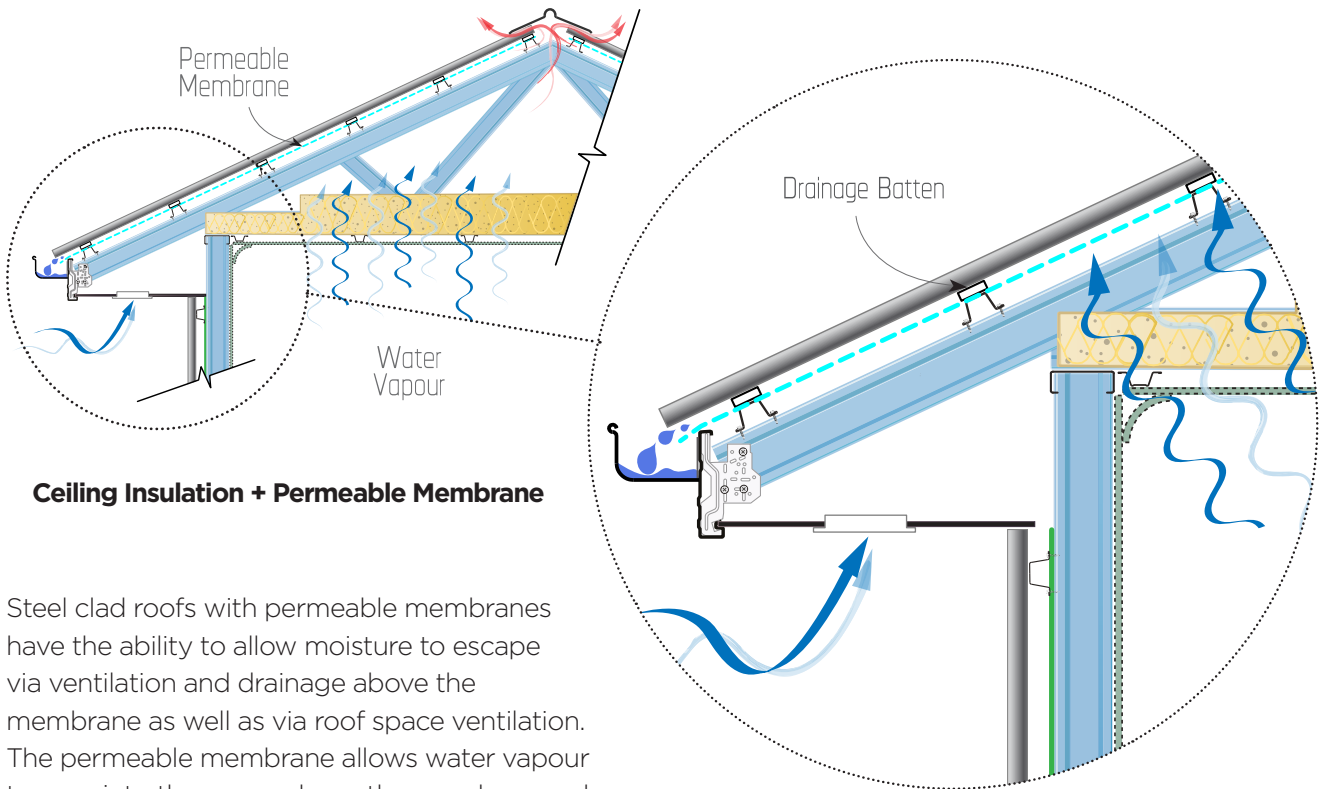 Permeable
Membrane
Drainage Batten
Water
Vapour
Ceiling Insulation + Permeable Membrane
Steel clad roofs with permeable membranes
have the ability to allow moisture to escape
via ventilation and drainage above the
membrane as well as via roof space ventilation.
The permeable membrane allows water vapour